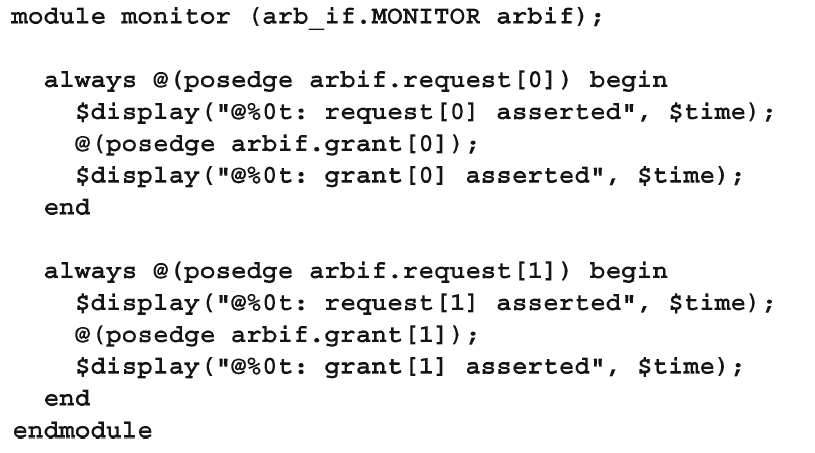 module monitor (arb_if.MONITOR arbif);

  always @(posedge arbif.request[0]) begin
    $display("@%0t: request[0] asserted", $time);
    @(posedge arbif.grant[0]);
    $display("@%0t: grant[0] asserted", $time);
  end

  always @(posedge arbif.request[1]) begin
    $display("@%0t: request[1] asserted", $time);
    @(posedge arbif.grant[1]);
    $display("@%0t: grant[1] asserted", $time);
  end
endmodule